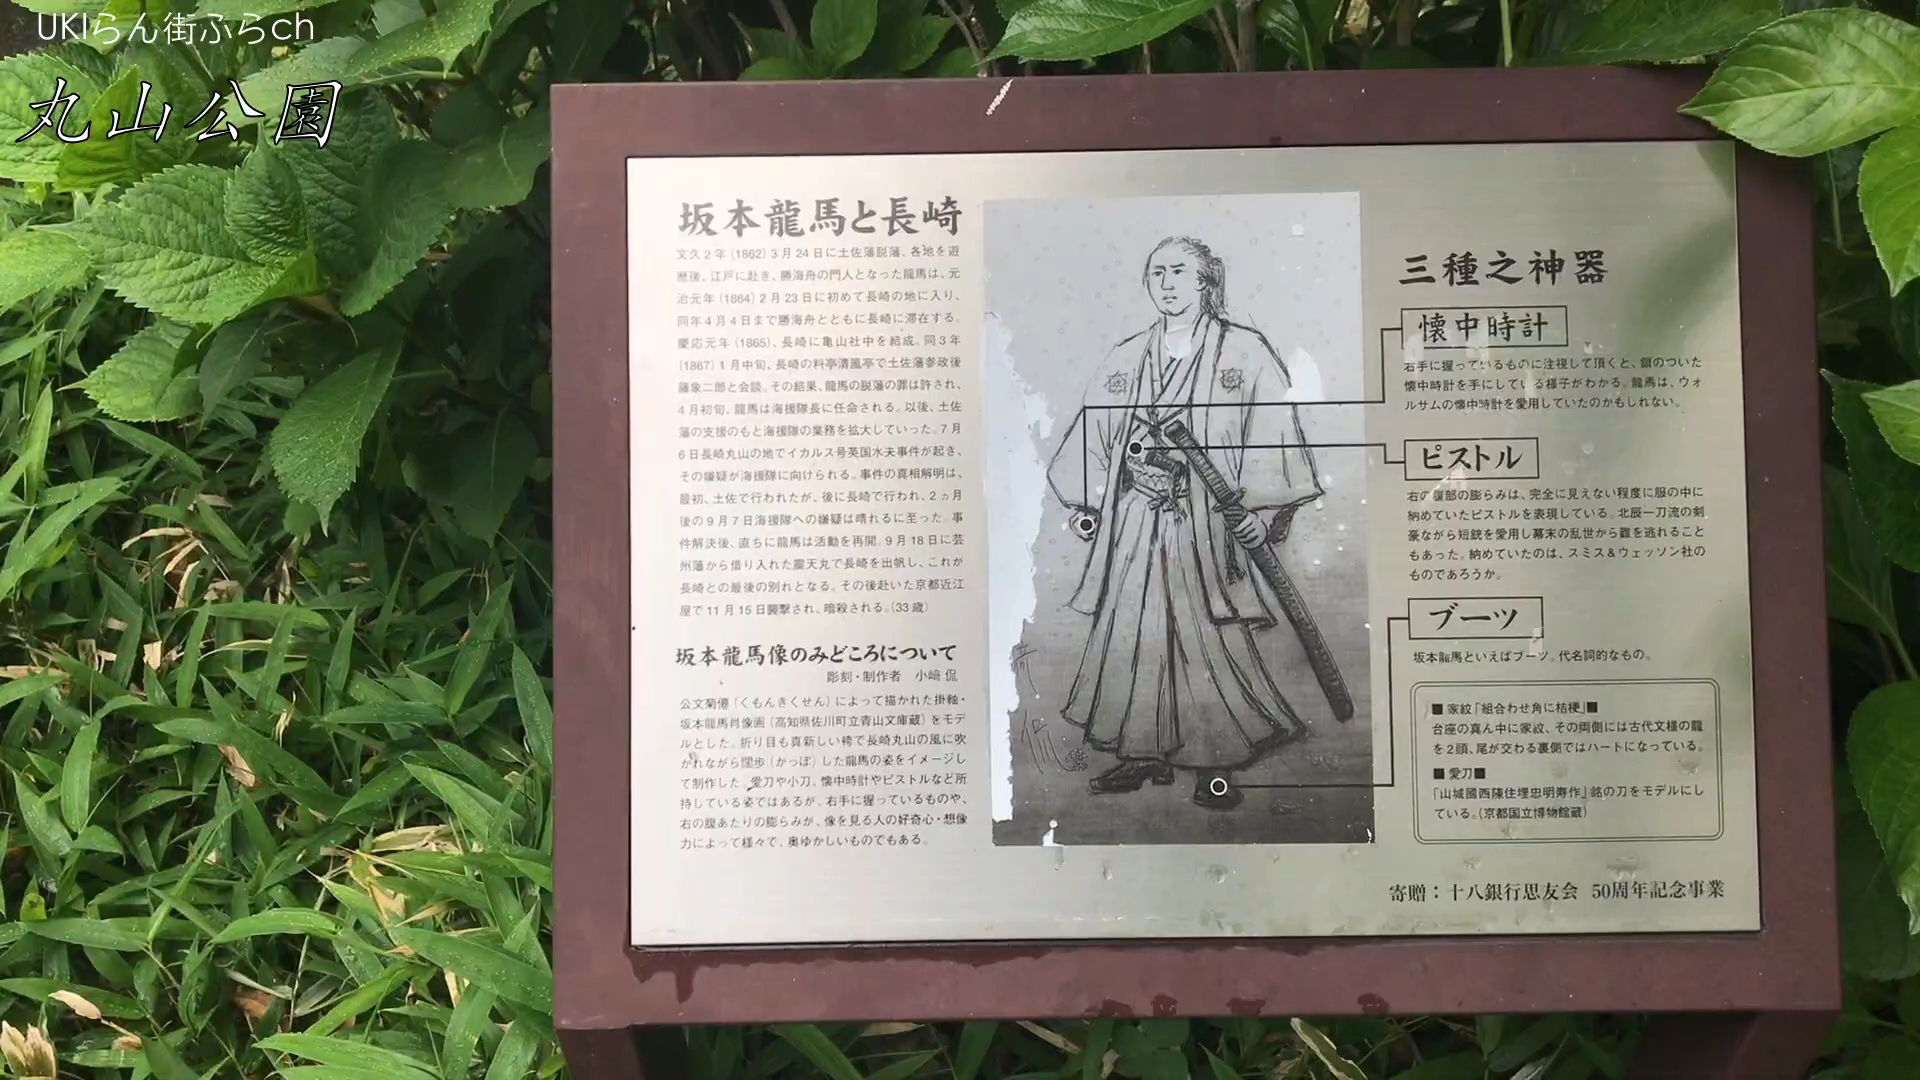 UKIらん街ふらch
丸山公園
坂本龍馬と長崎
文久2年(1862)3月24日に土佐藩脱藩、各地を遊
歴後、江戸に赴き、勝海舟の門人となった龍馬は、元
治元年(1864)2月23日に初めて長崎の地に入り、
同年4月4日まで勝海舟とともに長崎に滞在する。
慶応元年(1865)、長崎に亀山社中を結成。同3年
(1867)1月中旬、長崎の料亭清風亭で土佐藩参政後
藤象二郎と会談。その結果、龍馬の脱藩の罪は許され、
4月初旬、龍馬は海援隊長に任命される。以後、土佐
藩の支援のもと海援隊の業務を拡大していった。7月
6日長崎丸山の地でイカルス号英国水夫事件が起き、
その嫌疑が海援隊に向けられる。事件の真相解明は、
最初、土佐で行われたが、後に長崎で行われ、2ヵ月
後の9月7日海援隊への嫌疑は晴れるに至った。事
件解決後、直ちに龍馬は活動を再開。9月18日に芸
州藩から借り入れた震天丸で長崎を出帆し、これが
長崎との最後の別れとなる。その後赴いた京都近江
屋で11月15日襲撃され、暗殺される。(33歳)
坂本龍馬像のみどころについて
彫刻・制作者 小﨑 侃
公文菊僊(くもんきくせん)によって描かれた掛軸・
坂本龍馬肖像画(高知県佐川町立青山文庫蔵)をモデ
ルとした。折り目も真新しい袴で長崎丸山の風に吹
かれながら闊歩(かっぽ)した龍馬の姿をイメージし
て制作した。愛刀や小刀、懐中時計やピストルなど所
持している姿ではあるが、右手に握っているものや、
右の腹あたりの膨らみが、像を見る人の好奇心・想像
力によって様々で、奥ゆかしいものでもある。
三種之神器
懐中時計
右手に握っているものに注視して頂くと、鎖のついた
懐中時計を手にしている様子がわかる。龍馬は、ウォ
ルサムの懐中時計を愛用していたのかもしれない。
ピストル
右の腹部の膨らみは、完全に見えない程度に服の中に
納めていたピストルを表現している。北辰一刀流の剣
豪ながら短銃を愛用し幕末の乱世から難を逃れること
もあった。納めていたのは、スミス&ウェッソン社の
ものであろうか。
ブーツ
坂本龍馬といえばブーツ。代名詞的なもの。
■家紋「組合わせ角に桔梗」■
台座の真ん中に家紋、その両側には古代文様の龍
を2頭、尾が交わる裏側ではハートになっている。
■愛刀■
「山城國西陳住埋忠明寿作」銘の刀をモデルにし
ている。(京都国立博物館蔵)
寄贈：十八銀行思友会 50周年記念事業